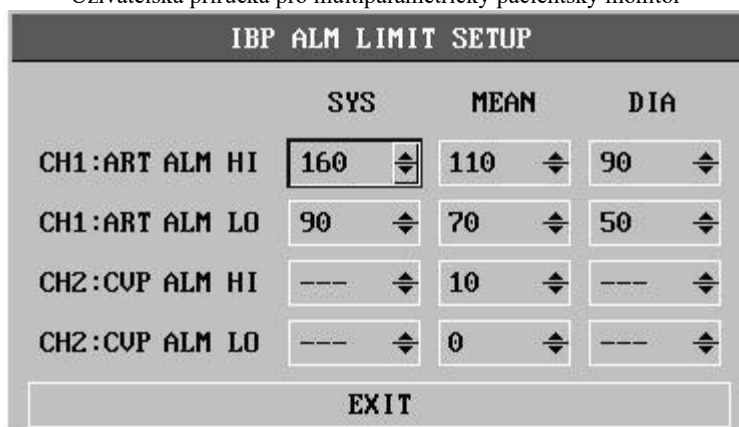 Uživatelská příručka pro multiparametrický pacientský monitor
IBP ALM LIMIT SETUP
SYS MEAN DIA
CH1:ART ALM HI 160 110 90
CH1:ART ALM LO 90 70 50
CH2:CVP ALM HI --- 10 ---
CH2:CVP ALM LO --- 0 ---
EXIT